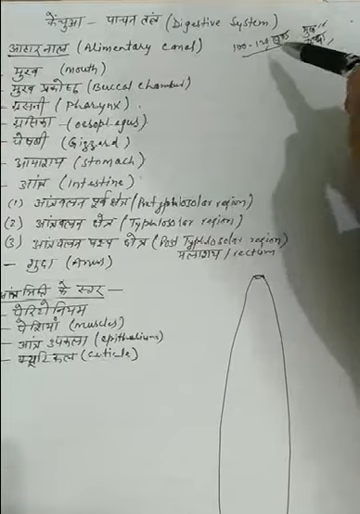 केंचुआ - पाचन तंत्र (Digestive System)
आहार नाल (Alimentary canal)
100-120
- मुख (mouth)
- मुख प्रकोष्ठ (Buccal chamber)
- ग्रसनी (Pharynx)
- ग्रासिका (oesophagus)
- पेषणी (Gizzard)
- आमाशय (Stomach)
- आंत्र (Intestine)
(1) आंत्रवलन पूर्व क्षेत्र (Pretyphlosolar region)
(2) आंत्रवलन क्षेत्र (Typhlosolar region)
(3) आंत्रवलन पश्च क्षेत्र (Post Typhlosolar region)
मलाशय / rectum
- गुदा (Anus)
आंत्रभित्ति के स्तर -
- पेरिटोनियम
- पेशियाँ (muscles)
- आंत्र उपकला (epithelium)
- क्यूटिकल (cuticle)